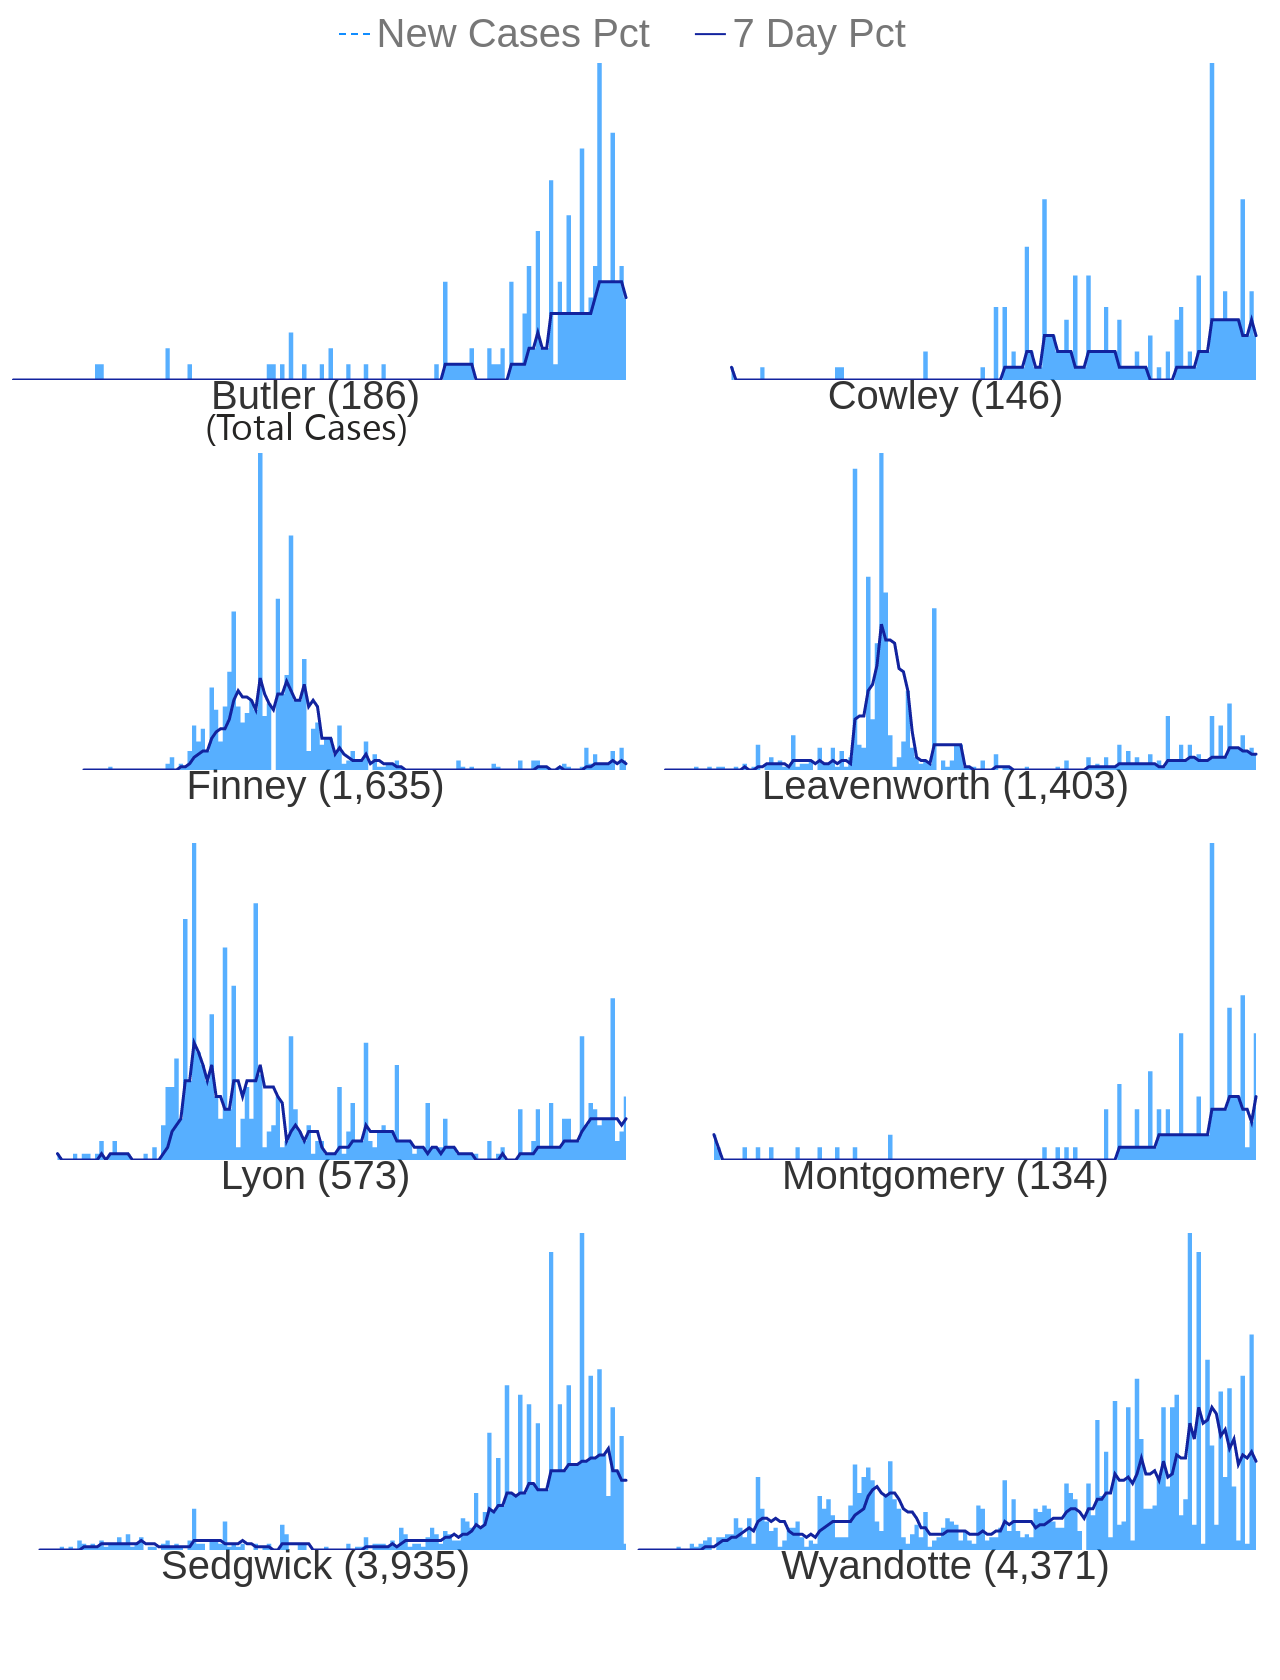 New Cases Pct 7 Day Pct
Butler (186) Cowley (146)
(Total Cases)
Finney (1,635) Leavenworth (1,403)
Lyon (573) Montgomery (134)
Sedgwick (3,935) Wyandotte (4,371)